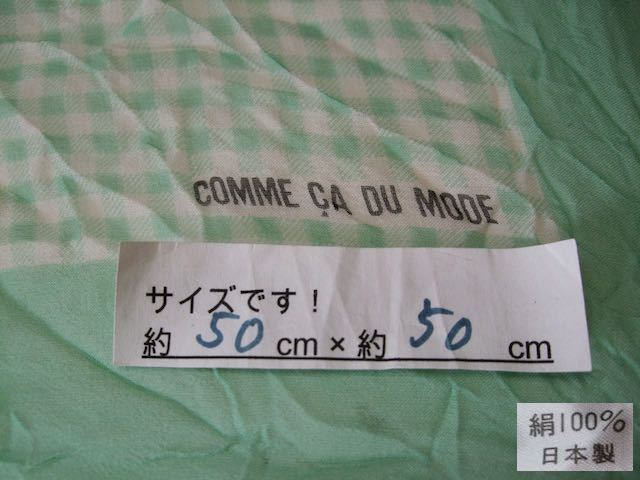 COMME ÇA DU MODE
サイズです！
約 50 cm × 約 50 cm
絹100%
日本製